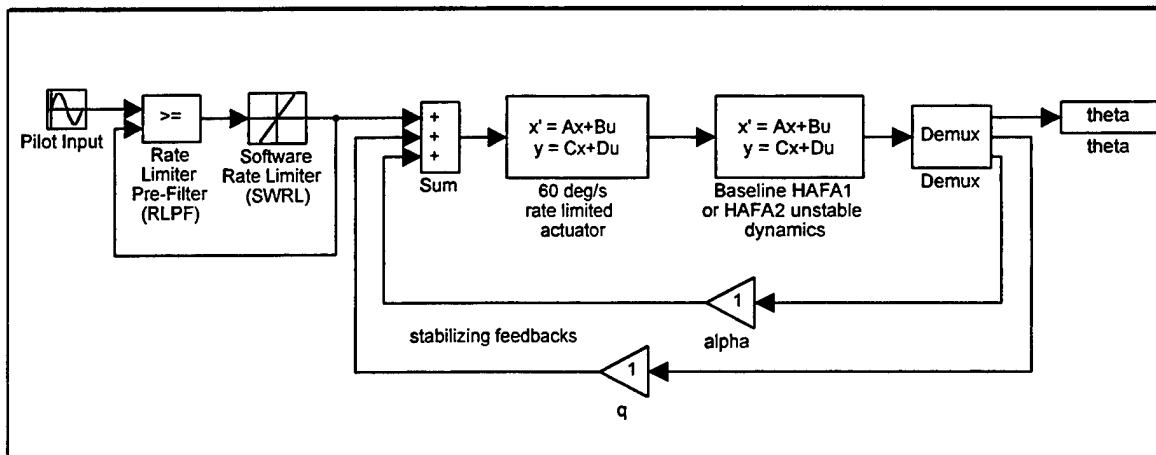 Pilot Input
>=
Rate
Limiter
Pre-Filter
(RLPF)
Software
Rate Limiter
(SWRL)
+
+
+
Sum
x' = Ax+Bu
y = Cx+Du
60 deg/s
rate limited
actuator
x' = Ax+Bu
y = Cx+Du
Baseline HAFA1
or HAFA2 unstable
dynamics
Demux
Demux
theta
theta
1
alpha
stabilizing feedbacks
1
q